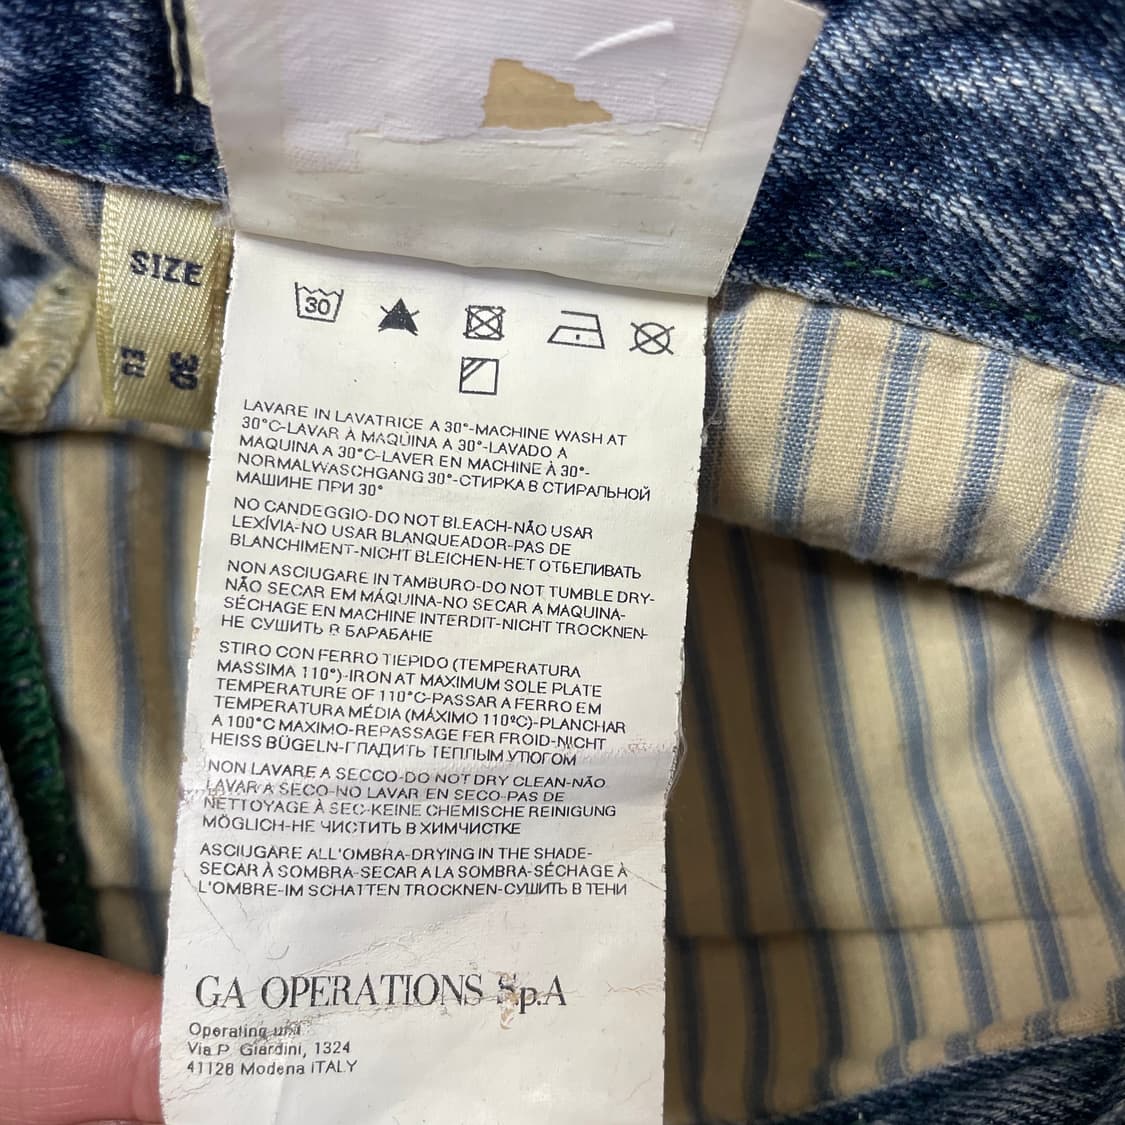 SIZE
30
30
LAVARE IN LAVATRICE A 30°-MACHINE WASH AT
30°C-LAVAR À MAQUINA A 30°-LAVADO A
MAQUINA A 30°C-LAVER EN MACHINE À 30°-
NORMALWASCHGANG 30°-СТИРКА В СТИРАЛЬНОЙ
МАШИНЕ ПРИ 30°
NO CANDEGGIO-DO NOT BLEACH-NÃO USAR
LEXÍVIA-NO USAR BLANQUEADOR-PAS DE
BLANCHIMENT-NICHT BLEICHEN-НЕТ ОТБЕЛИВАТЬ
NON ASCIUGARE IN TAMBURO-DO NOT TUMBLE DRY-
NÃO SECAR EM MÁQUINA-NO SECAR A MAQUINA-
SÉCHAGE EN MACHINE INTERDIT-NICHT TROCKNEN-
НЕ СУШИТЬ В БАРАБАНЕ
STIRO CON FERRO TIEPIDO (TEMPERATURA
MASSIMA 110°)-IRON AT MAXIMUM SOLE PLATE
TEMPERATURE OF 110°C-PASSAR A FERRO EM
TEMPERATURA MÉDIA (MÁXIMO 110ºC)-PLANCHAR
A 100°C MAXIMO-REPASSAGE FER FROID-NICHT
HEISS BÜGELN-ГЛАДИТЬ ТЕПЛЫМ УТЮГОМ
NON LAVARE A SECCO-DO NOT DRY CLEAN-NÃO
LAVAR A SECO-NO LAVAR EN SECO-PAS DE
NETTOYAGE À SEC-KEINE CHEMISCHE REINIGUNG
MÖGLICH-НЕ ЧИСТИТЬ В ХИМЧИСТКЕ
ASCIUGARE ALL'OMBRA-DRYING IN THE SHADE-
SECAR À SOMBRA-SECAR A LA SOMBRA-SÉCHAGE À
L'OMBRE-IM SCHATTEN TROCKNEN-СУШИТЬ В ТЕНИ
GA OPERATIONS Sp.A
Operating unit
Via P. Giardini, 1324
41126 Modena ITALY